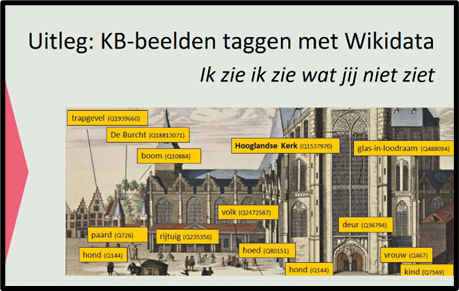 Uitleg: KB-beelden taggen met Wikidata
Ik zie ik zie wat jij niet ziet
trapgevel (Q1939660)
De Burcht (Q18813071)
boom (Q10884)
Hooglandse Kerk (Q1537970)
glas-in-loodraam (Q488094)
volk (Q2472587)
paard (Q726)
rijtuig (Q235356)
hoed (Q80151)
deur (Q36794)
vrouw (Q467)
hond (Q144)
hond (Q144)
kind (Q7569)